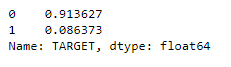 0    0.913627
1    0.086373
Name: TARGET, dtype: float64